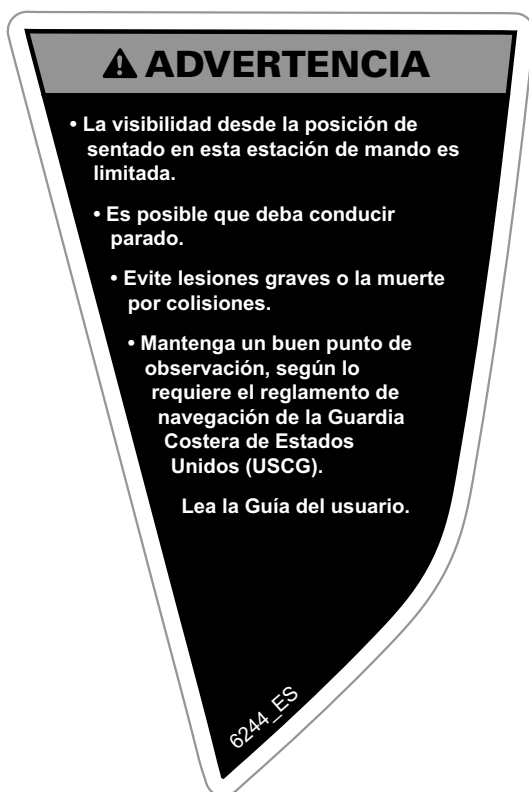 ⚠ ADVERTENCIA
• La visibilidad desde la posición de
sentado en esta estación de mando es
limitada.
• Es posible que deba conducir
parado.
• Evite lesiones graves o la muerte
por colisiones.
• Mantenga un buen punto de
observación, según lo
requiere el reglamento de
navegación de la Guardia
Costera de Estados
Unidos (USCG).
Lea la Guía del usuario.
6244_ES